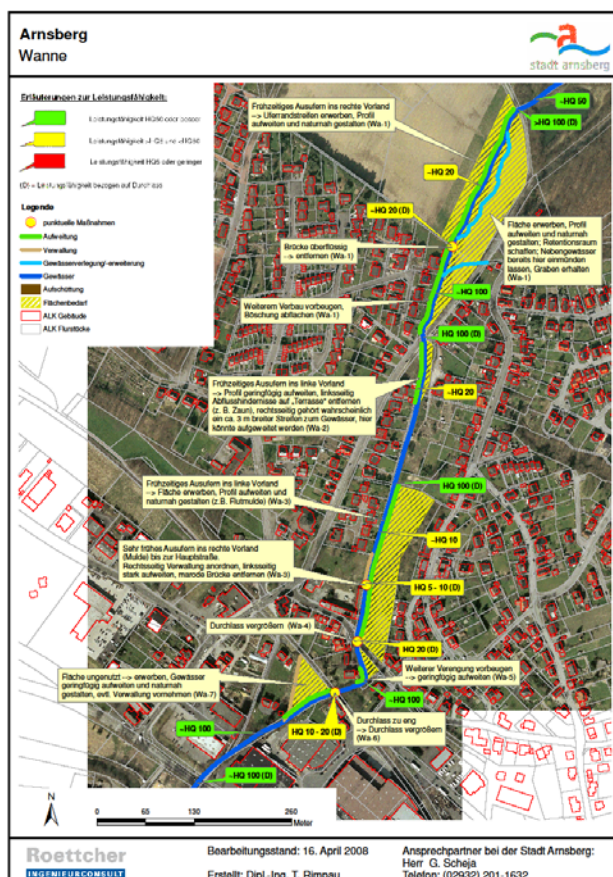 Arnsberg
Wanne
stadt arnsberg
Erläuterungen zur Leistungsfähigkeit:
Leistungsfähigkeit HQ50 oder besser
Leistungsfähigkeit
Leistungsfähigkeit HQ5 oder geringer
(D) = Leistungsfähigkeit bezogen auf Durchlass
Legende
punktuelle Maßnahmen
Aufweitung
Verwallung
Gewässerverlegung/-erweiterung
Gewässer
Aufschüttung
Flächenbedarf
ALK Gebäude
ALK Flurstücke
Frühzeitiges Ausufern ins rechte Vorland
--> Uferrandstreifen erwerben, Profil
aufweiten und naturnah gestalten (Wa-1)
~HQ 50
>HQ 100 (D)
~HQ 20
~HQ 20 (D)
Brücke überflüssig
--> entfernen (Wa-1)
Fläche erwerben, Profil
aufweiten und naturnah
gestalten; Retentionsraum
schaffen; Nebengewässer
bereits hier einmünden
lassen, Graben erhalten
(Wa-1)
~HQ 100
Weiterem Verbau vorbeugen,
Böschung abflachen (Wa-1)
HQ 100 (D)
Frühzeitiges Ausufern ins linke Vorland
--> Profil geringfügig aufweiten, linksseitig
Abflusshindernisse auf „Terrasse“ entfernen
(z. B. Zaun), rechtsseitig gehört wahrscheinlich
ein ca. 3 m breiter Streifen zum Gewässer, hier
könnte aufgeweitet werden (Wa-2)
~HQ 20
Frühzeitiges Ausufern ins linke Vorland
--> Fläche erwerben, Profil aufweiten und
naturnah gestalten (z.B. Flutmulde) (Wa-3)
HQ 100 (D)
~HQ 10
Sehr frühes Ausufern ins rechte Vorland
(Mulde) bis zur Hauptstraße.
Rechtsseitig Verwallung anordnen, linksseitig
stark aufweiten, marode Brücke entfernen (Wa-3)
HQ 5 - 10 (D)
Durchlass vergrößern (Wa-4)
HQ 20 (D)
Fläche ungenutzt --> erwerben, Gewässer
geringfügig aufweiten und naturnah
gestalten, evtl. Verwallung vornehmen (Wa-7)
Weiterer Verengung vorbeugen
--> geringfügig aufweiten (Wa-5)
~HQ 100
~HQ 100
HQ 10 - 20 (D)
Durchlass zu eng
--> Durchlass vergrößern
(Wa-6)
~HQ 100 (D)
N
0 65 130 260
Meter
Roettcher
INGENIEURCONSULT
Bearbeitungsstand: 16. April 2008
Erstellt: Dipl.-Ing. T. Rimpau
Ansprechpartner bei der Stadt Arnsberg:
Herr G. Scheja
Telefon: (02932) 201-1632